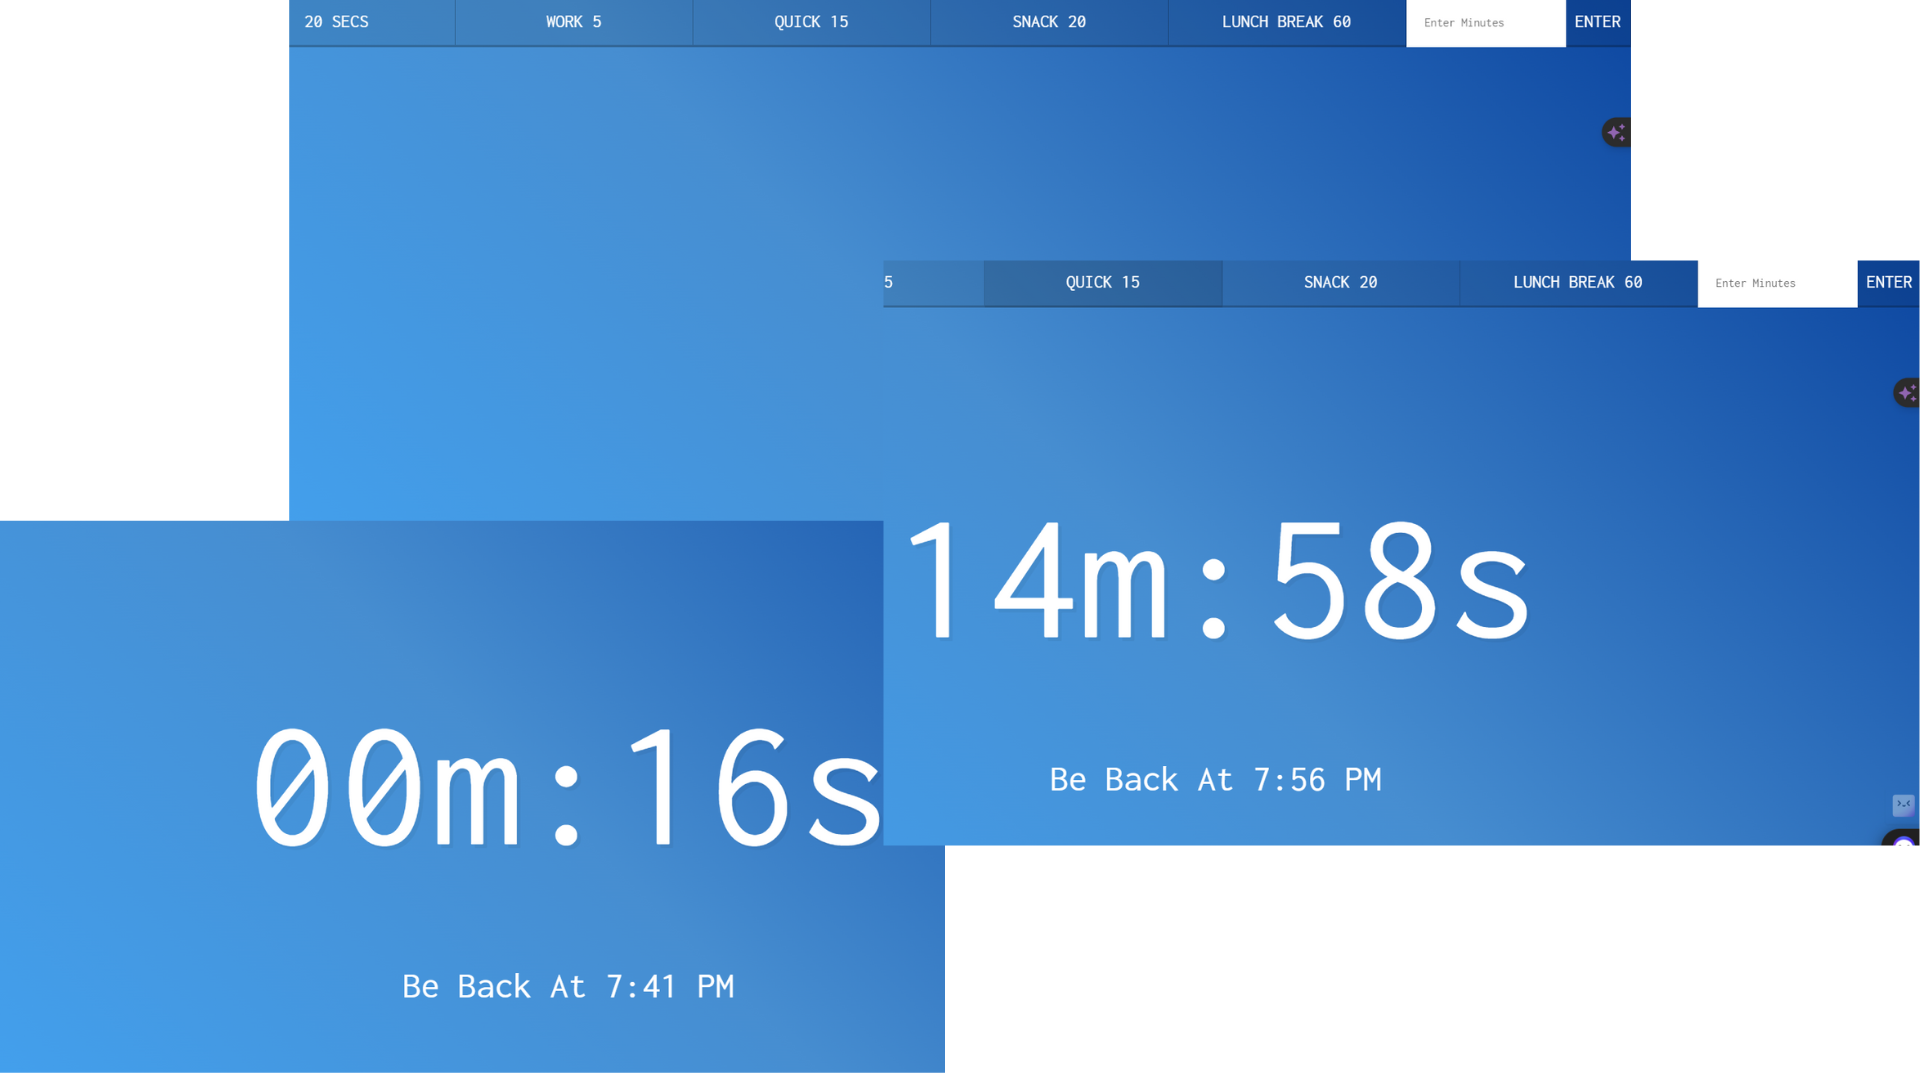 20 SECS
WORK 5
QUICK 15
SNACK 20
LUNCH BREAK 60
Enter Minutes
ENTER
5
QUICK 15
SNACK 20
LUNCH BREAK 60
Enter Minutes
ENTER
14m:58s
Be Back At 7:56 PM
00m:16s
Be Back At 7:41 PM